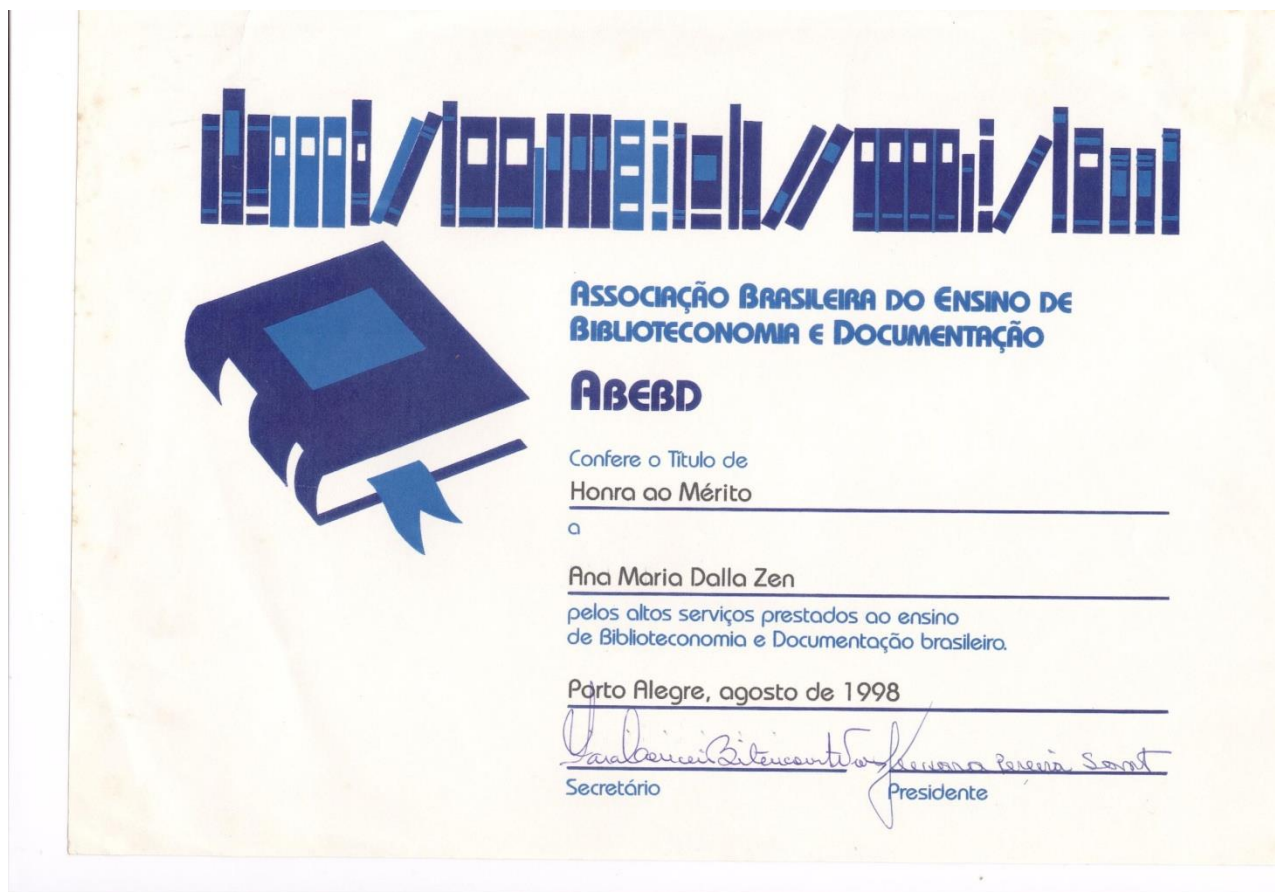 Associação Brasileira do Ensino de
Biblioteconomia e Documentação
ABEBD
Confere o Título de
Honra ao Mérito
a
Ana Maria Dalla Zen
pelos altos serviços prestados ao ensino
de Biblioteconomia e Documentação brasileiro.
Porto Alegre, agosto de 1998
Pereira
Secretário
Presidente